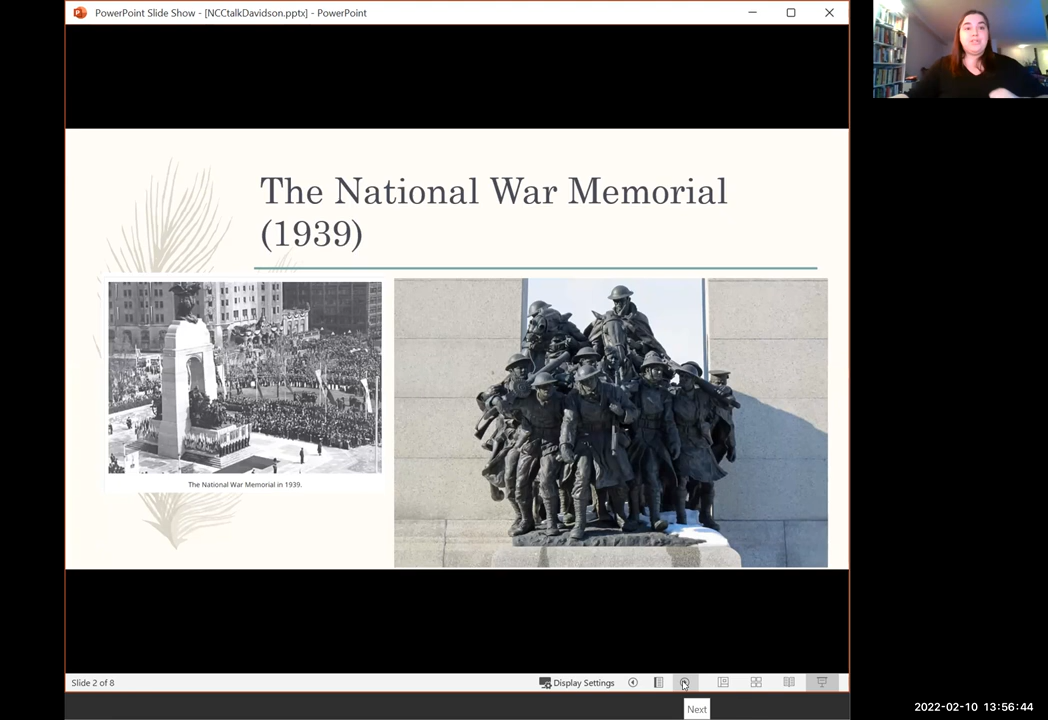 PowerPoint Slide Show - [NCCtalkDavidson.pptx] - PowerPoint
The National War Memorial
(1939)
The National War Memorial in 1939.
Slide 2 of 8
Display Settings
Next
2022-02-10 13:56:44